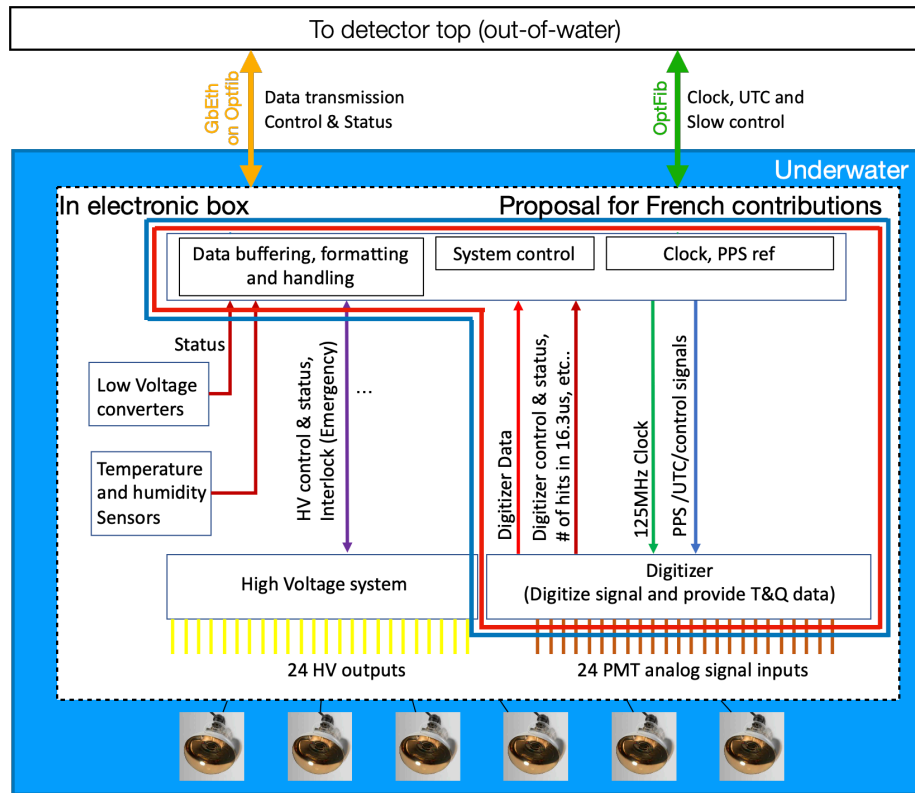 To detector top (out-of-water)
GbEth
on Optfib
Data transmission
Control & Status
OptFib
Clock, UTC and
Slow control
Underwater
In electronic box
Proposal for French contributions
Data buffering, formatting
and handling
System control
Clock, PPS ref
Status
Low Voltage
converters
Temperature
and humidity
Sensors
HV control & status,
Interlock (Emergency)
...
Digitizer Data
Digitizer control & status,
# of hits in 16.3us, etc..
125MHz Clock
PPS /UTC/control signals
High Voltage system
Digitizer
(Digitize signal and provide T&Q data)
24 HV outputs
24 PMT analog signal inputs